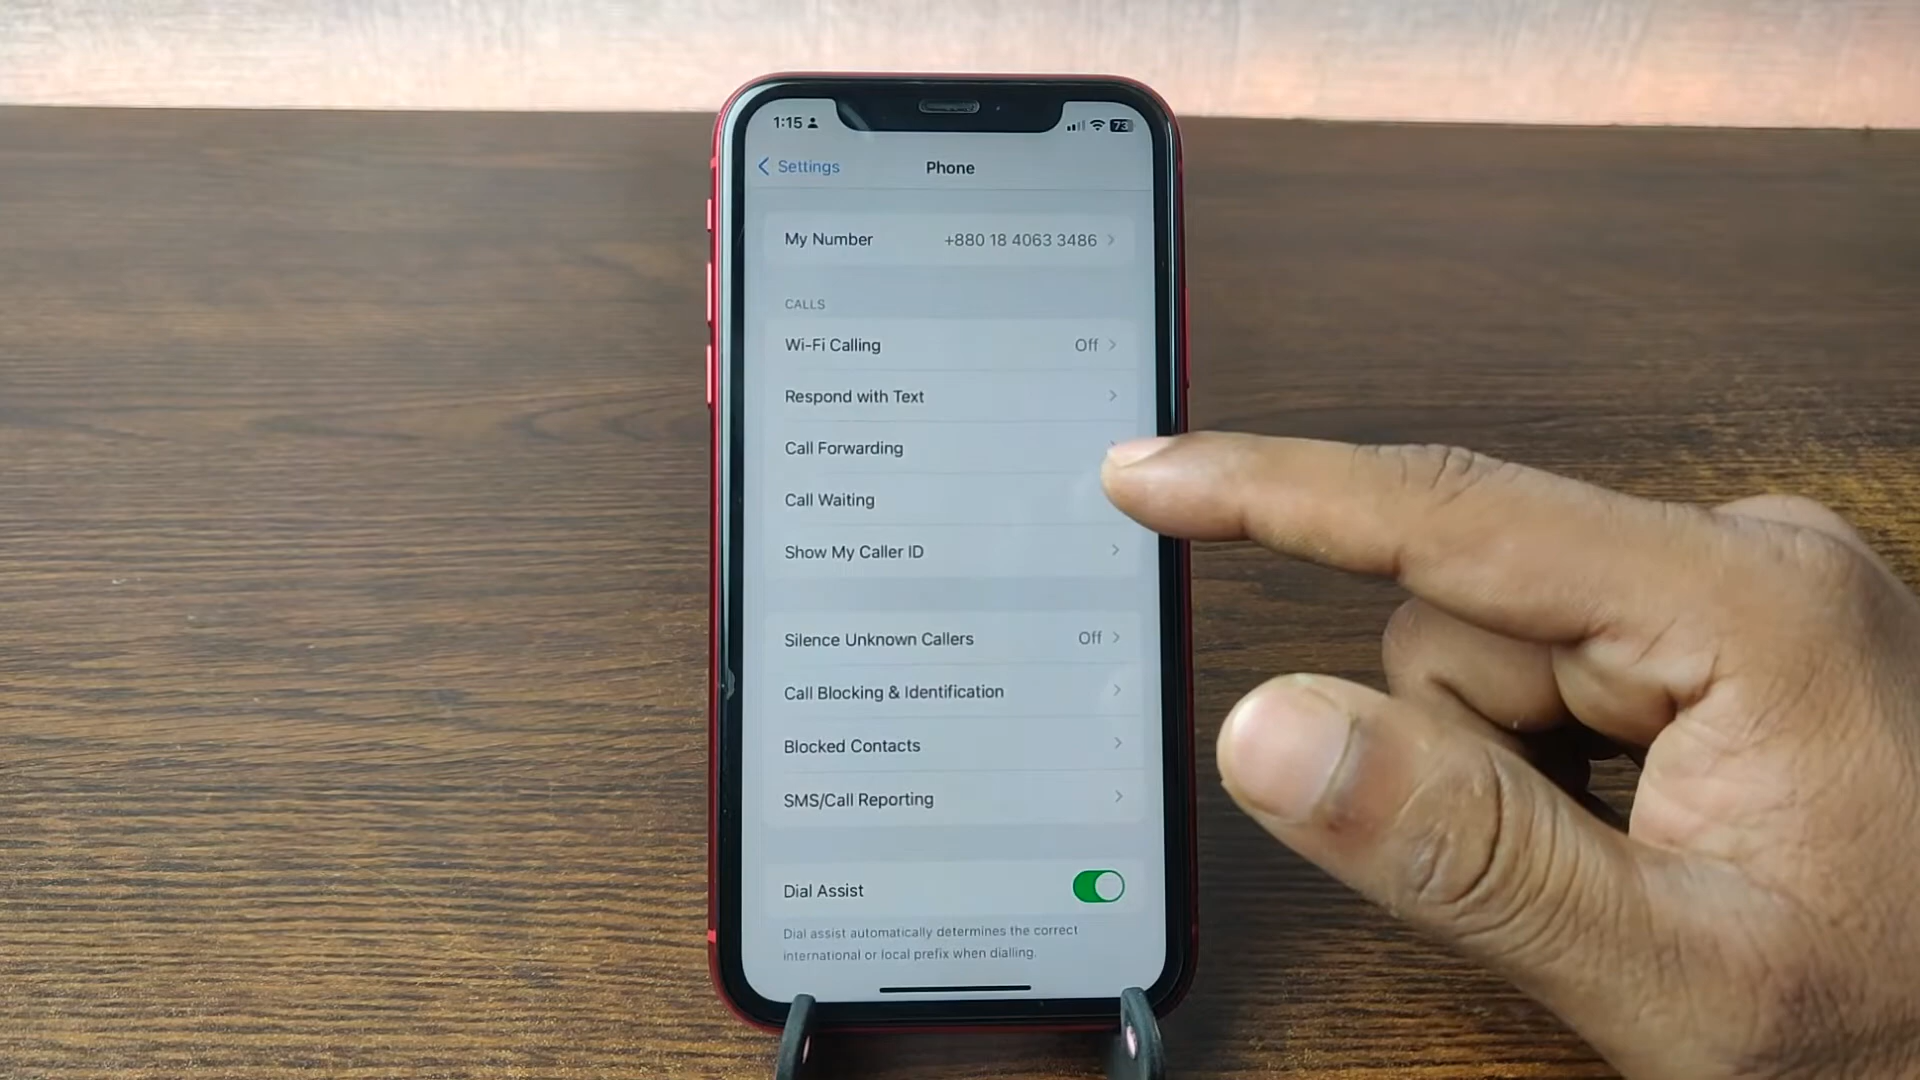 1:15
73
Settings
Phone
My Number +880 18 4063 3486
CALLS
Wi-Fi Calling Off
Respond with Text
Call Forwarding
Call Waiting
Show My Caller ID
Silence Unknown Callers Off
Call Blocking & Identification
Blocked Contacts
SMS/Call Reporting
Dial Assist
Dial assist automatically determines the correct
international or local prefix when dialling.